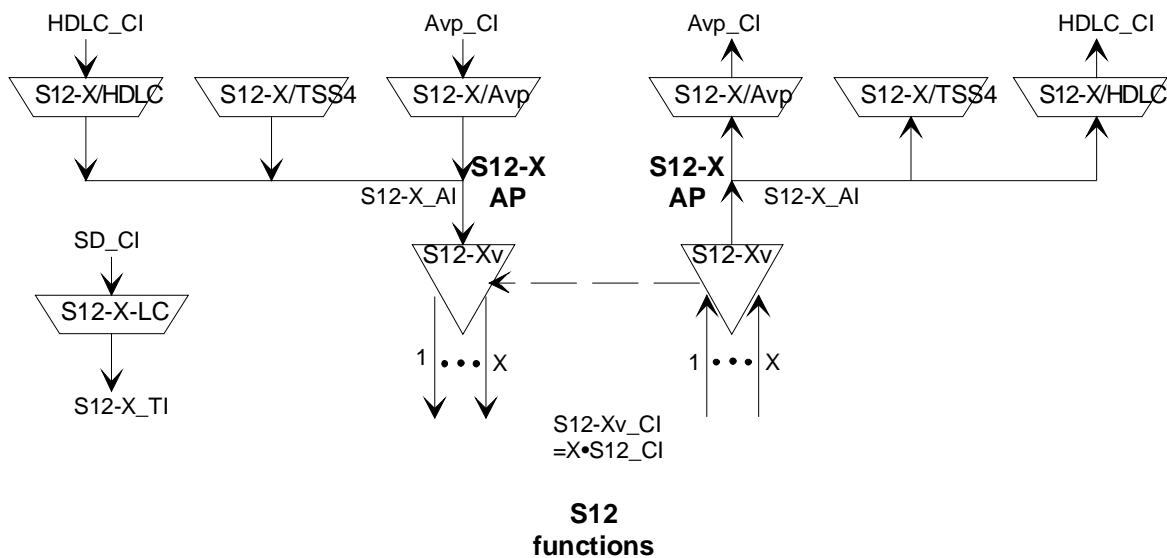 HDLC_CI Avp_CI Avp_CI HDLC_CI
S12-X/HDLC S12-X/TSS4 S12-X/Avp S12-X/Avp S12-X/TSS4 S12-X/HDLC
S12-X S12-X
AP AP
S12-X_AI S12-X_AI
SD_CI S12-Xv S12-Xv
S12-X-LC
1 ••• X 1 ••• X
S12-X_TI
S12-Xv_CI
=X•S12_CI
S12
functions